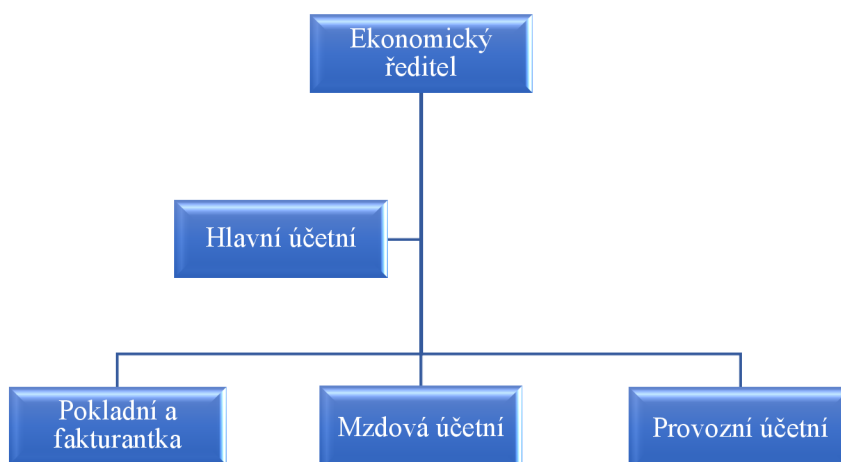 Ekonomický
ředitel
Hlavní účetní
Pokladní a
fakturantka
Mzdová účetní
Provozní účetní